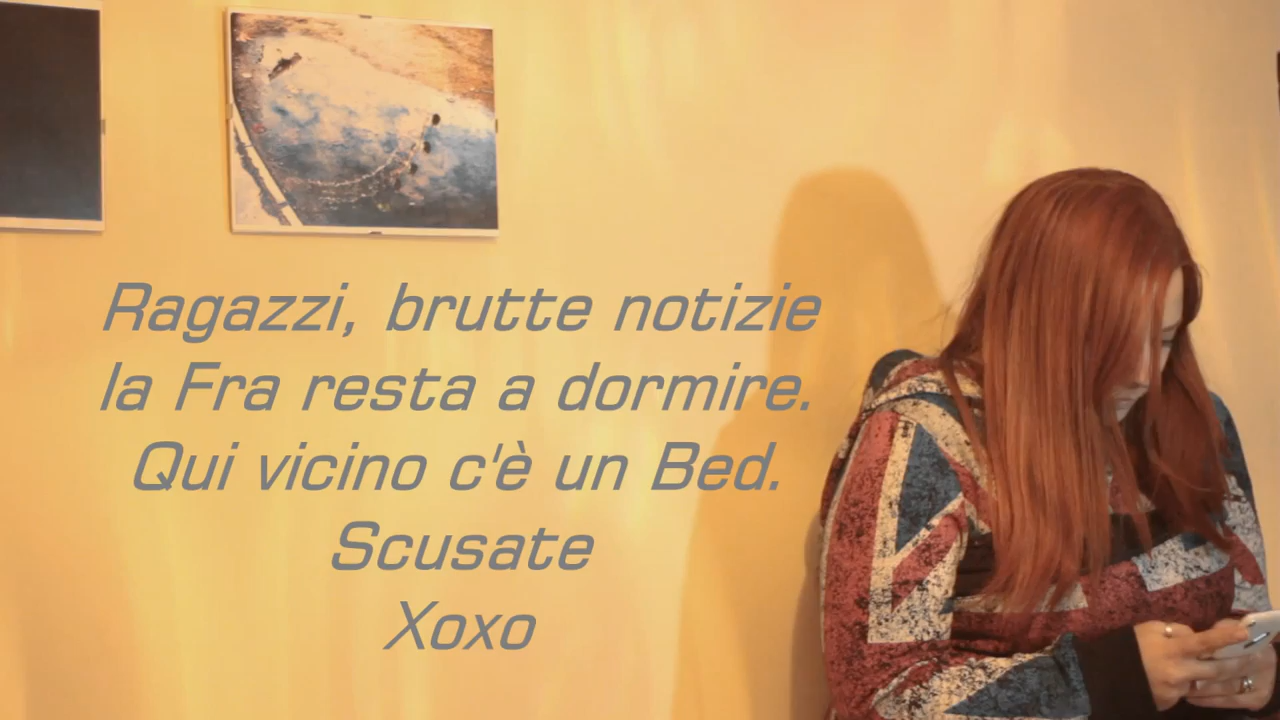 Ragazzi, brutte notizie
la Fra resta a dormire.
Qui vicino c'è un Bed.
Scusate
Xoxo